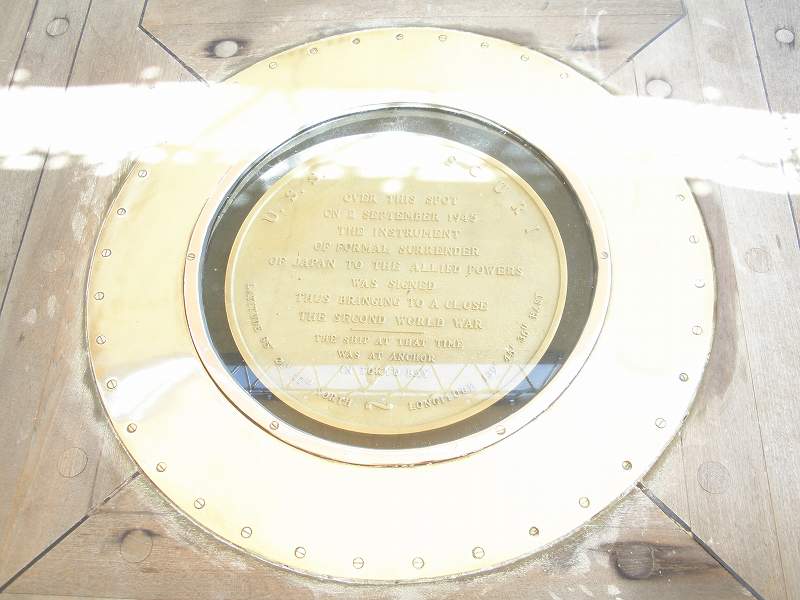 U.S.S.
OVER THIS SPOT
ON 2 SEPTEMBER 1945
THE INSTRUMENT
OF FORMAL SURRENDER
OF JAPAN TO THE ALLIED POWERS
WAS SIGNED
THUS BRINGING TO A CLOSE
THE SECOND WORLD WAR
THE SHIP AT THAT TIME
WAS AT ANCHOR
IN TOKYO BAY
LATITUDE 35° NORTH
LONGITUDE EAST